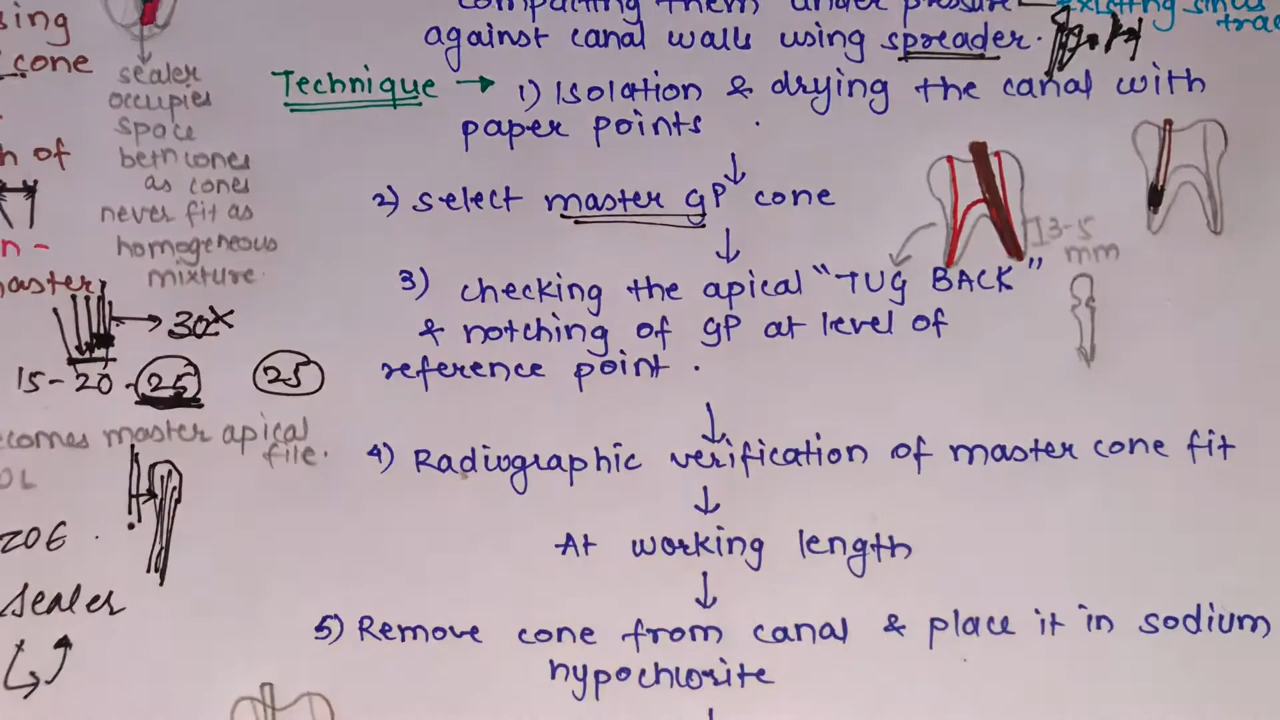 compacting them under pressure
against canal walls using spreader.
Technique → 1) Isolation & drying the canal with
paper points .
↓
2) select master GP cone
↓
3) checking the apical "TUG BACK"
& notching of GP at level of
reference point .
↓
4) Radiographic verification of master cone fit
↓
At working length
↓
5) Remove cone from canal & place it in sodium
hypochlorite
existing sinus
3-5
mm
cone
sealer
occupies
space
betn cones
as cones
never fit as
homogeneous
mixture.
of
→ 30x
15 - 20 - 25 25
master apical
file.
ZOE .
sealer